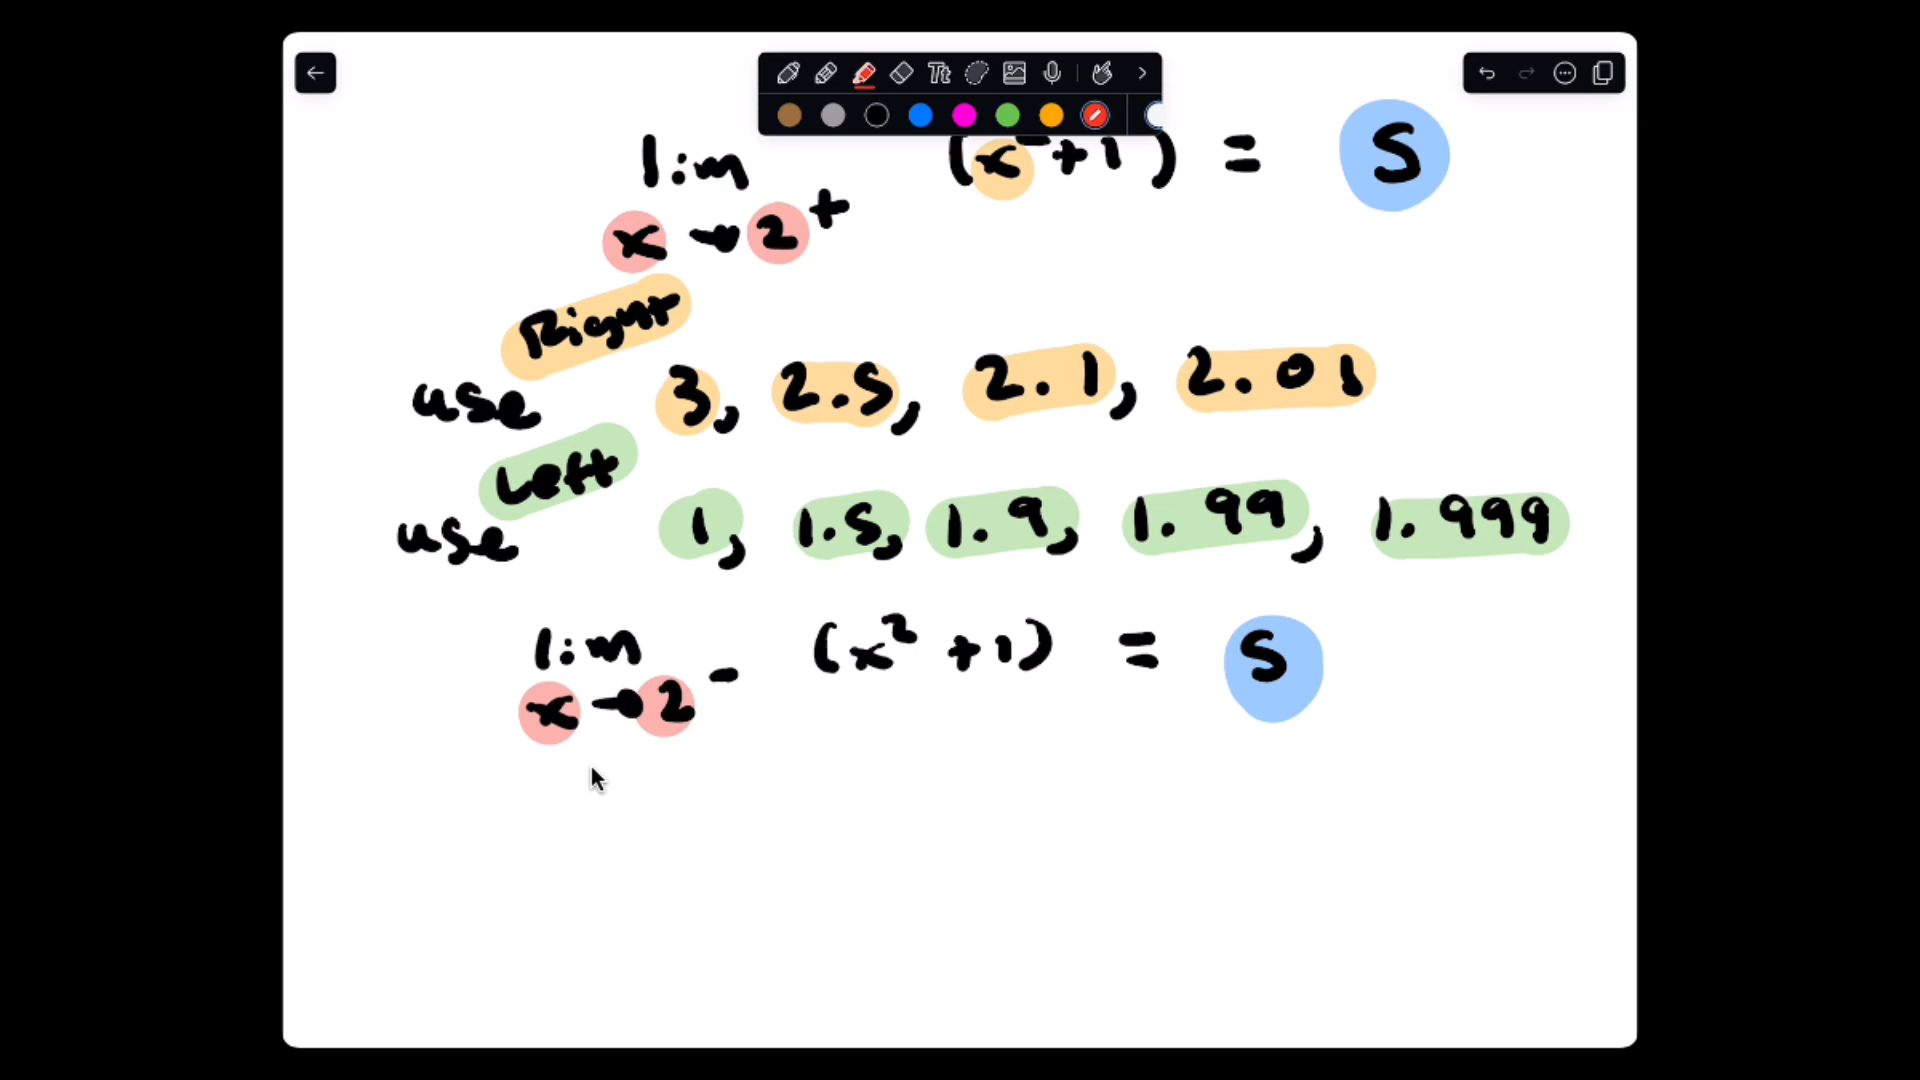 Tt
lim (x²+1) = 5
x → 2⁺
Right
use 3, 2.5, 2.1, 2.01
Left
use 1, 1.5, 1.9, 1.99, 1.999
lim (x² +1) = 5
x → 2⁻